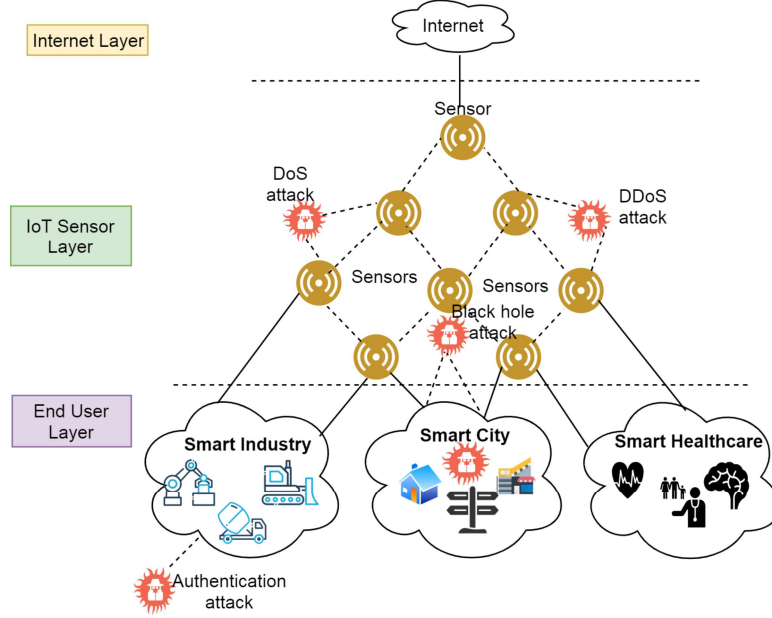 Internet
Internet Layer
Sensor
DoS
attack
DDoS
attack
IoT Sensor
Layer
Sensors
Sensors
Black hole
attack
End User
Layer
Smart Industry
Smart City
Smart Healthcare
Authentication
attack